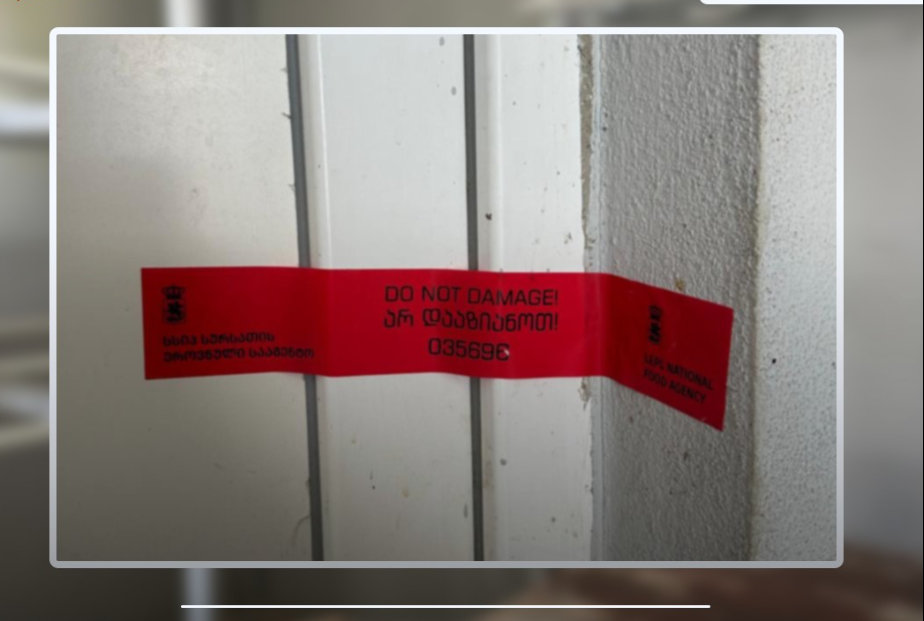 სსიპ სურსათის
ეროვნული სააგენტო
DO NOT DAMAGE!
არ დააზიანოთ!
035696
LEPL NATIONAL
FOOD AGENCY